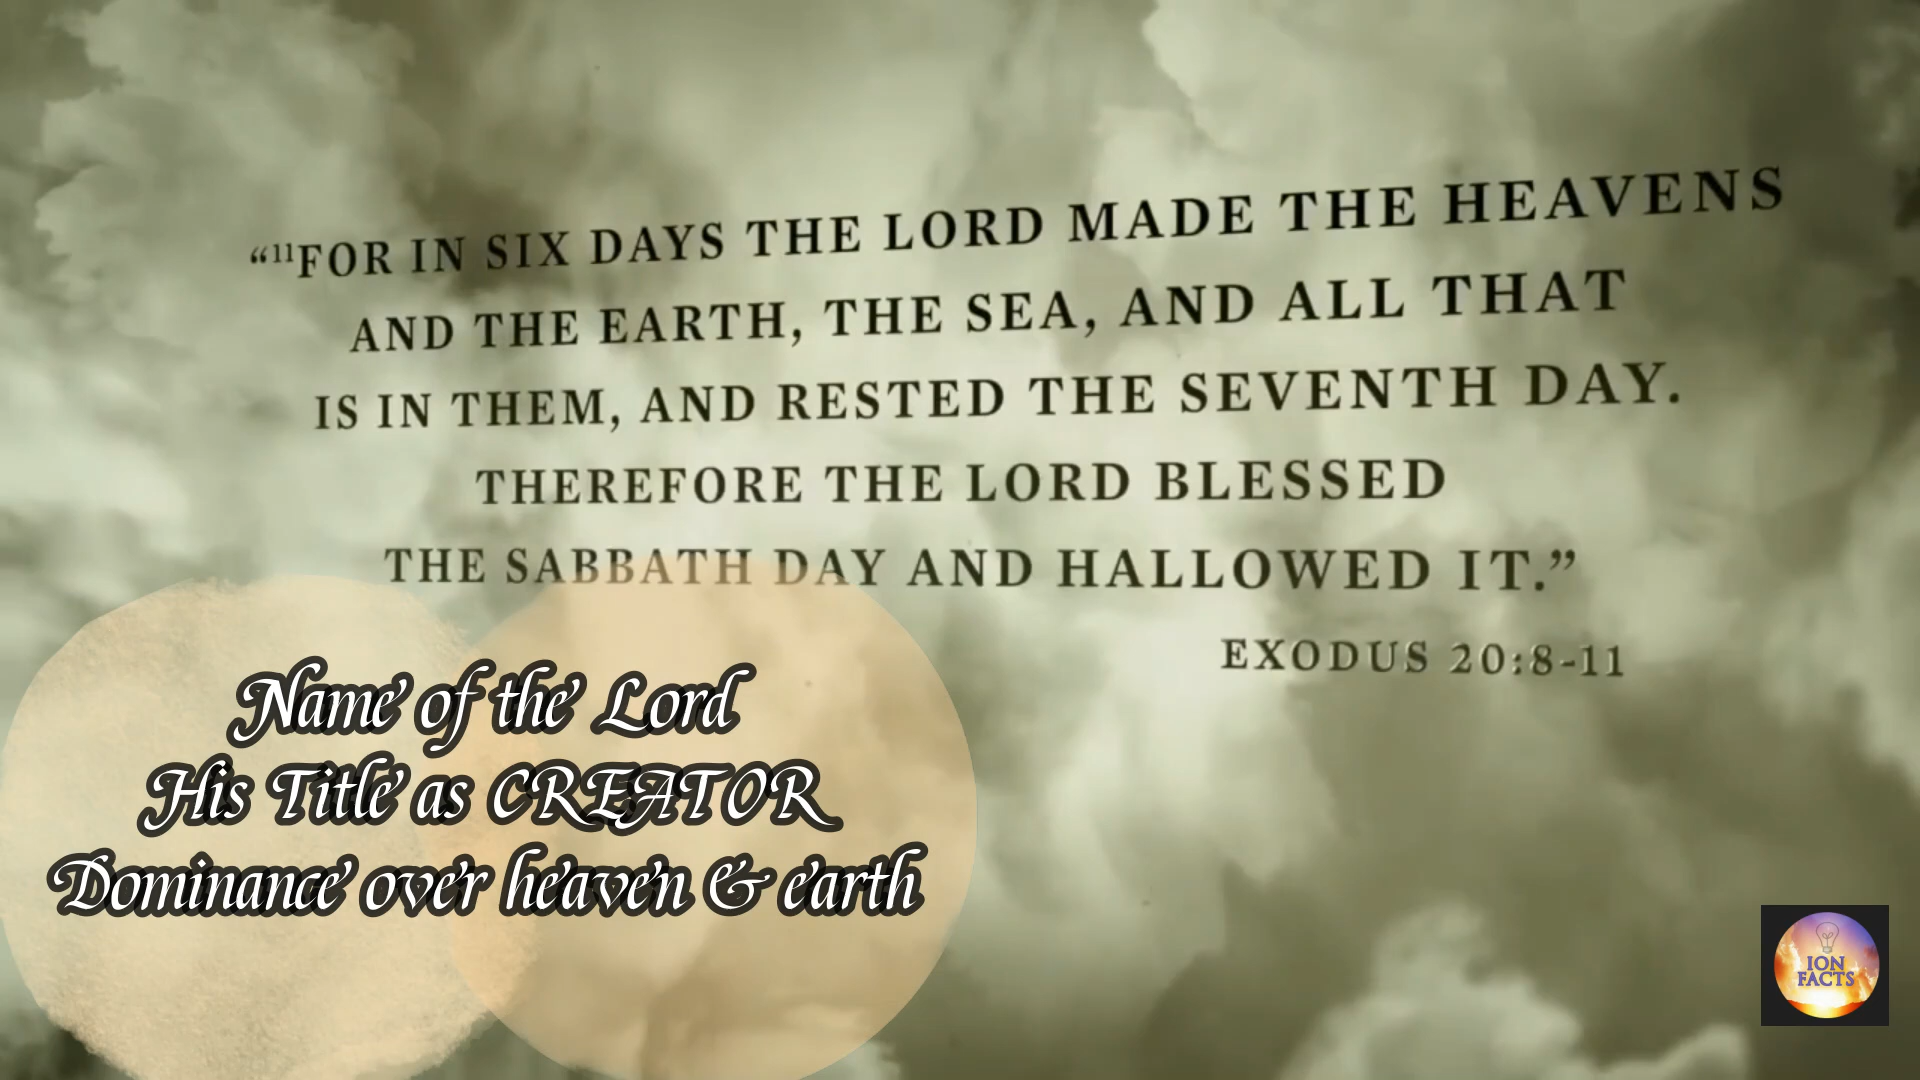 “¹¹FOR IN SIX DAYS THE LORD MADE THE HEAVENS
AND THE EARTH, THE SEA, AND ALL THAT
IS IN THEM, AND RESTED THE SEVENTH DAY.
THEREFORE THE LORD BLESSED
THE SABBATH DAY AND HALLOWED IT.”
EXODUS 20:8-11
Name of the Lord
His Title as CREATOR
Dominance over heaven & earth
ION
FACTS